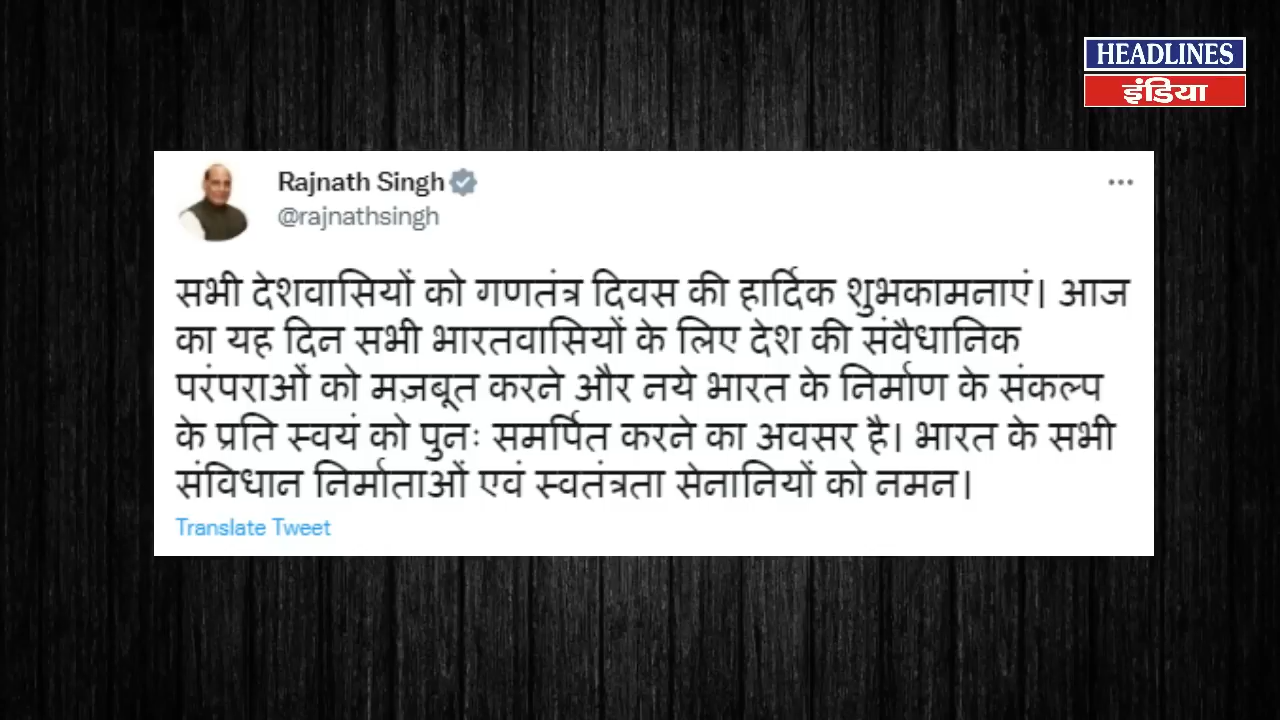 HEADLINES
इंडिया
Rajnath Singh
@rajnathsingh
सभी देशवासियों को गणतंत्र दिवस की हार्दिक शुभकामनाएं। आज
का यह दिन सभी भारतवासियों के लिए देश की संवैधानिक
परंपराओं को मज़बूत करने और नये भारत के निर्माण के संकल्प
के प्रति स्वयं को पुनः समर्पित करने का अवसर है। भारत के सभी
संविधान निर्माताओं एवं स्वतंत्रता सेनानियों को नमन।
Translate Tweet